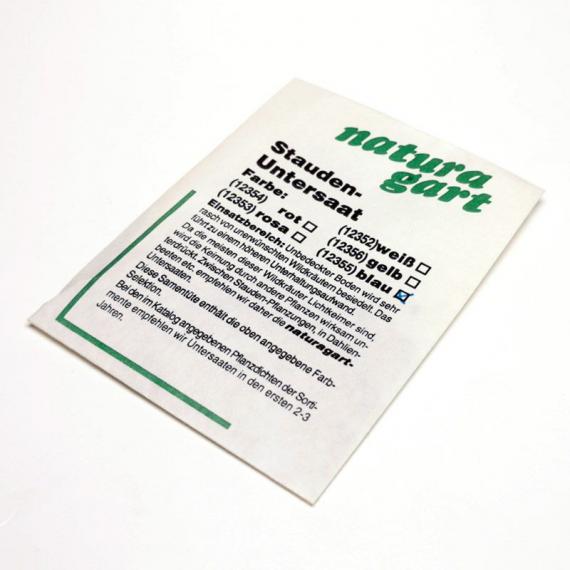 natura
gart
Stauden-
Untersaat
Farbe:
(12354) rot
(12353) rosa
(12352) weiß
(12356) gelb
(12355) blau
Einsatzbereich: Unbedeckter Boden wird sehr
rasch von unerwünschten Wildkräutern besiedelt. Das
führt zu einem höheren Unterhaltungsaufwand.
Da die meisten dieser Wildkräuter Lichtkeimer sind,
wird die Keimung durch andere Pflanzen wirksam un-
terdrückt. Zwischen Stauden-Pflanzungen, in Dahlien-
beeten etc. empfehlen wir daher die naturagart-
Untersaaten.
Diese Samentüte enthält die oben angegebene Farb-
Selektion.
Bei den im Katalog angegebenen Pflanzdichten der Sorti-
mente empfehlen wir Untersaaten in den ersten 2-3
Jahren.